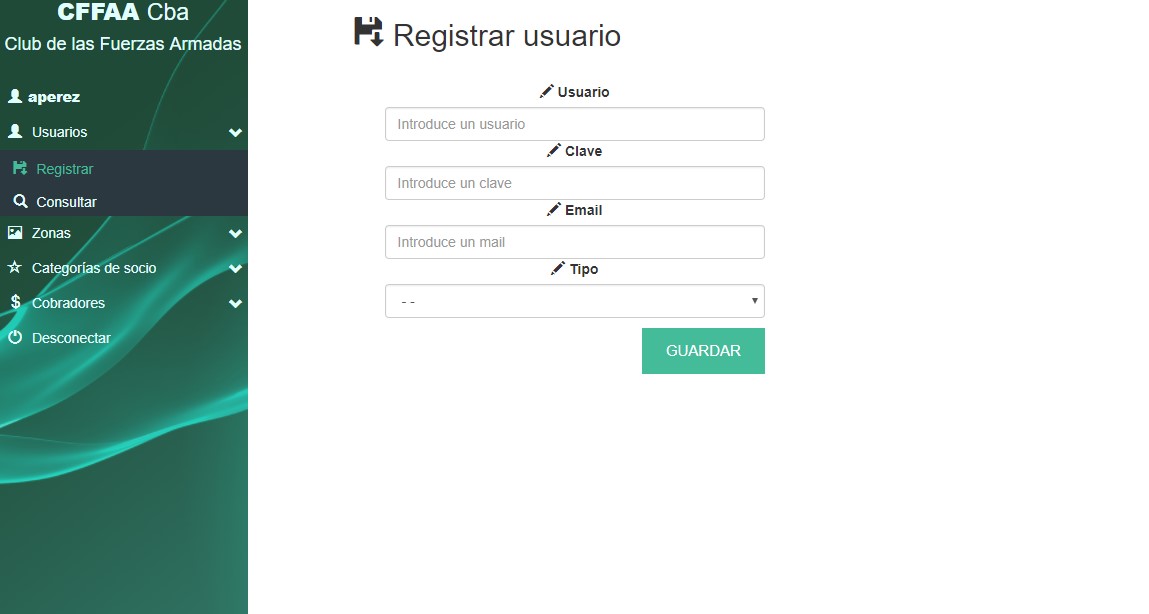 CFFAA Cba
Club de las Fuerzas Armadas
aperez
Usuarios
Registrar
Consultar
Zonas
Categorías de socio
Cobradores
Desconectar
Registrar usuario
Usuario
Introduce un usuario
Clave
Introduce un clave
Email
Introduce un mail
Tipo
- -
GUARDAR